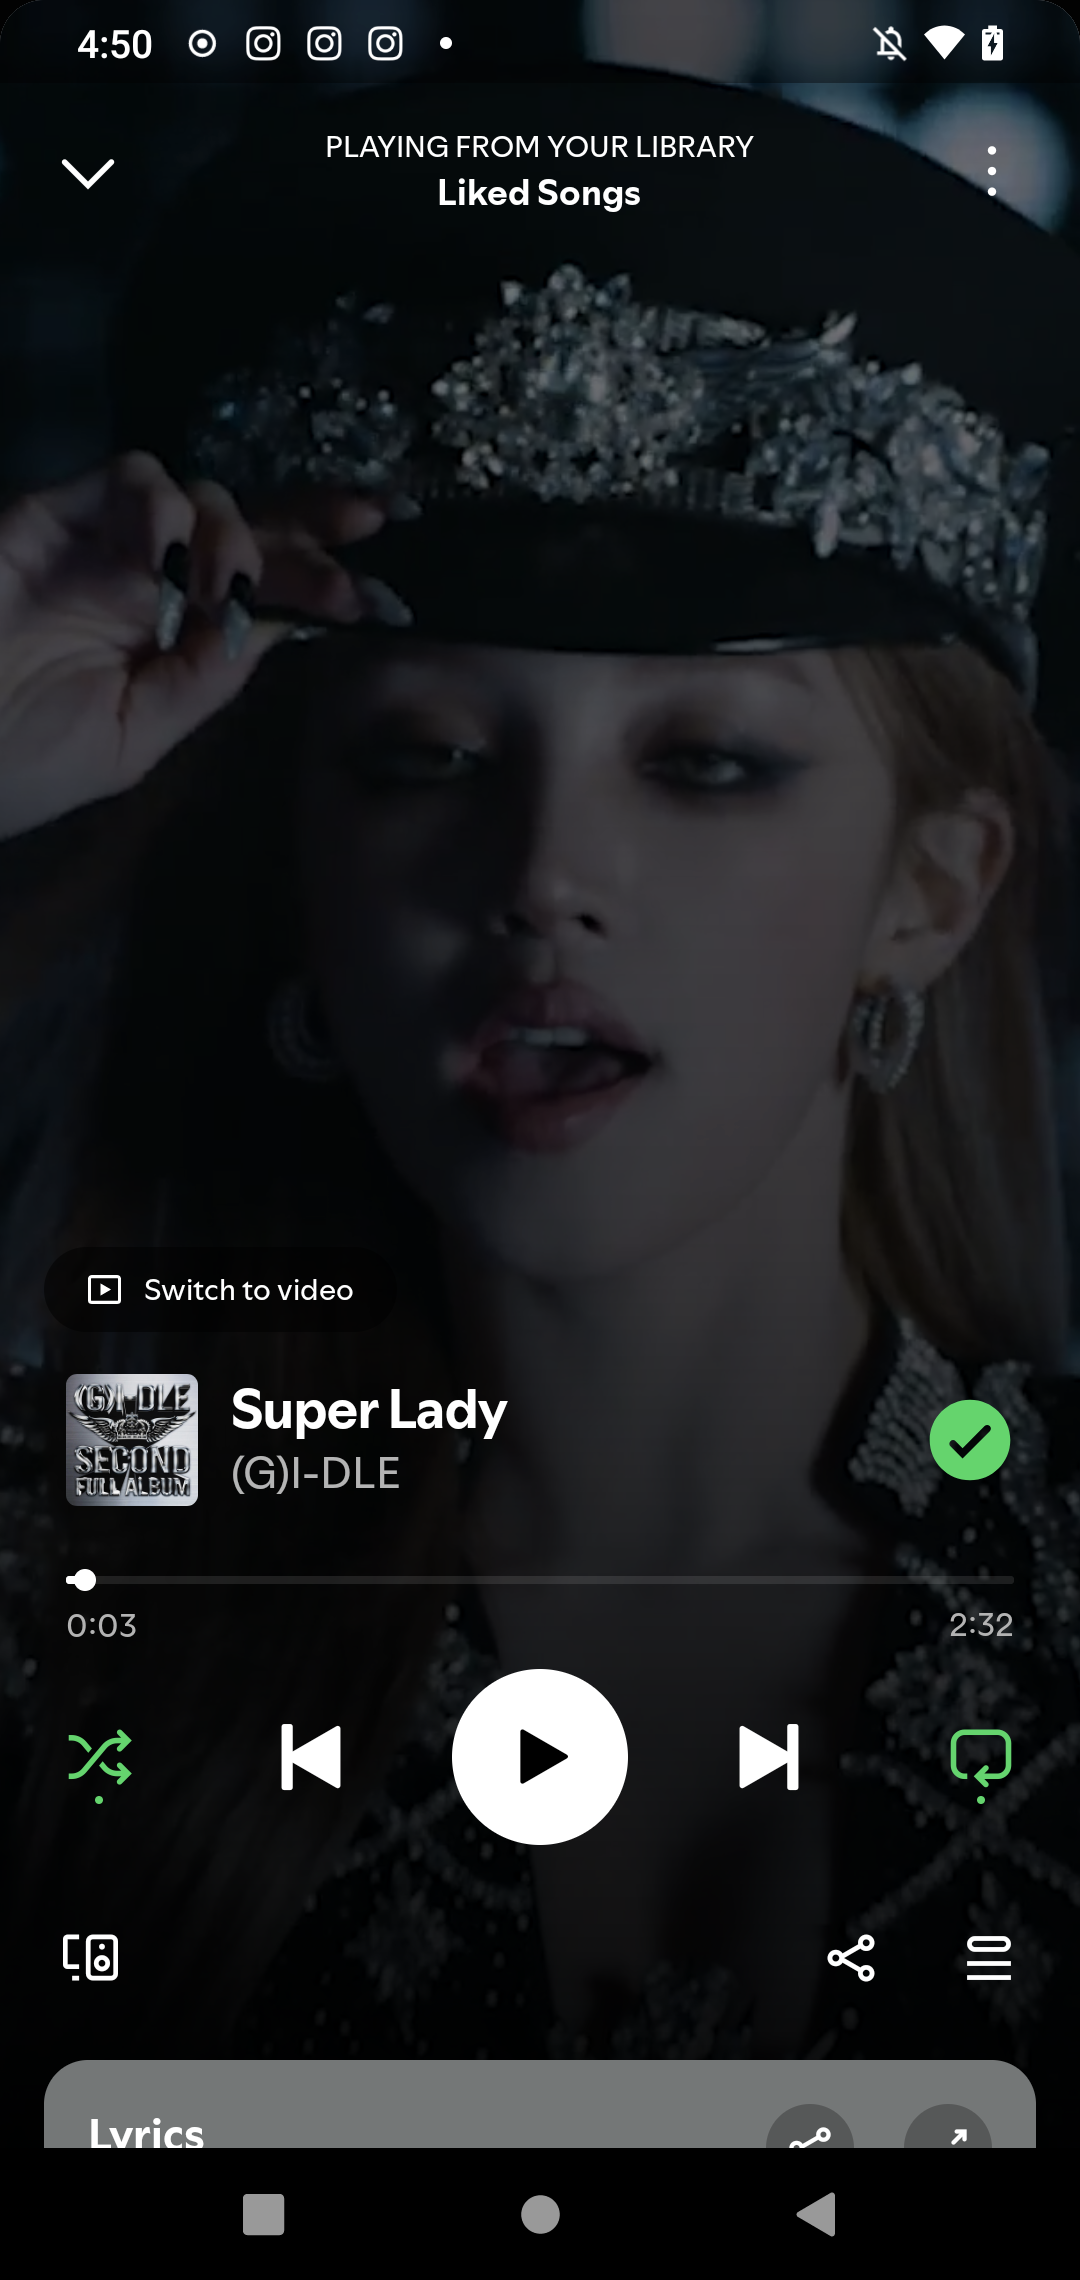 4:50
PLAYING FROM YOUR LIBRARY
Liked Songs
Switch to video
(G)I-DLE
SECOND
FULL ALBUM
Super Lady
(G)I-DLE
0:03
2:32
Lyrics